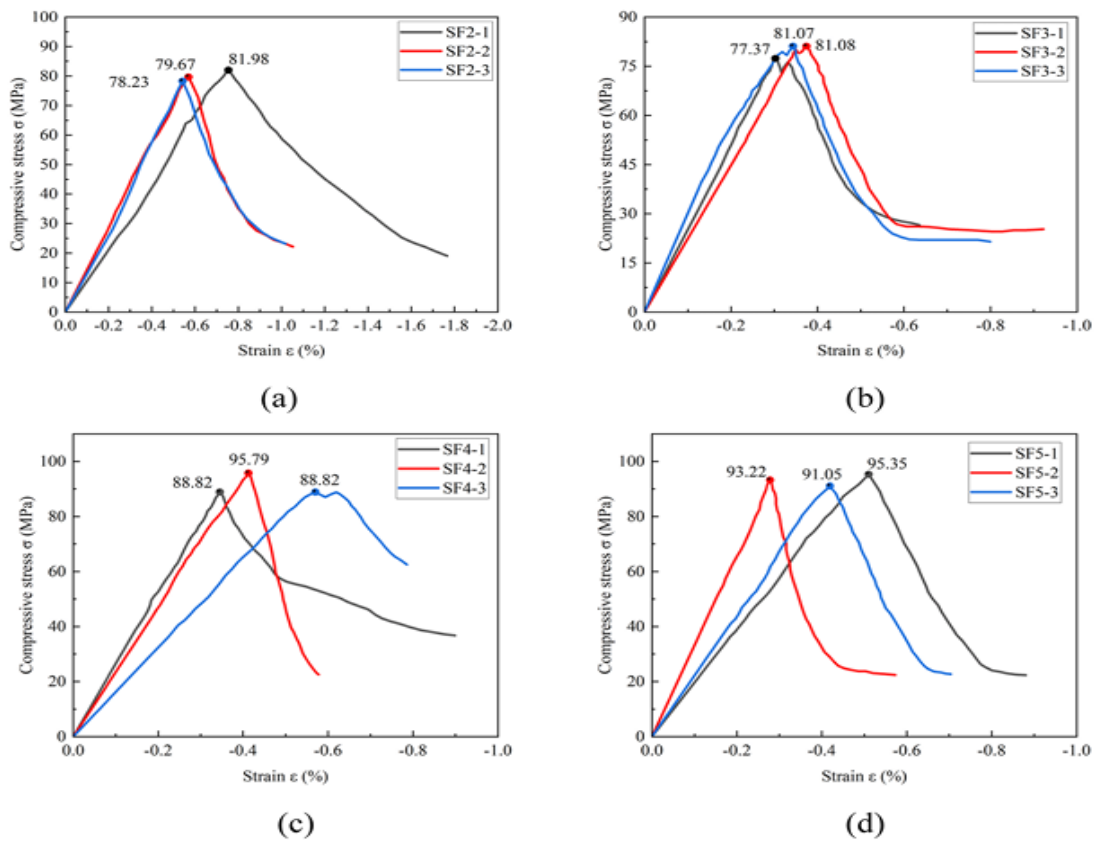 100
90
80
70
60
50
40
30
20
10
0
Compressive stress σ (MPa)
78.23
79.67
81.98
SF2-1
SF2-2
SF2-3
0.0 -0.2 -0.4 -0.6 -0.8 -1.0 -1.2 -1.4 -1.6 -1.8 -2.0
Strain ε (%)
(a)
90
75
60
45
30
15
0
Compressive stress σ (MPa)
77.37
81.07
81.08
SF3-1
SF3-2
SF3-3
0.0 -0.2 -0.4 -0.6 -0.8 -1.0
Strain ε (%)
(b)
100
80
60
40
20
0
Compressive stress σ (MPa)
88.82
95.79
88.82
SF4-1
SF4-2
SF4-3
0.0 -0.2 -0.4 -0.6 -0.8 -1.0
Strain ε (%)
(c)
100
80
60
40
20
0
Compressive stress σ (MPa)
93.22
91.05
95.35
SF5-1
SF5-2
SF5-3
0.0 -0.2 -0.4 -0.6 -0.8 -1.0
Strain ε (%)
(d)